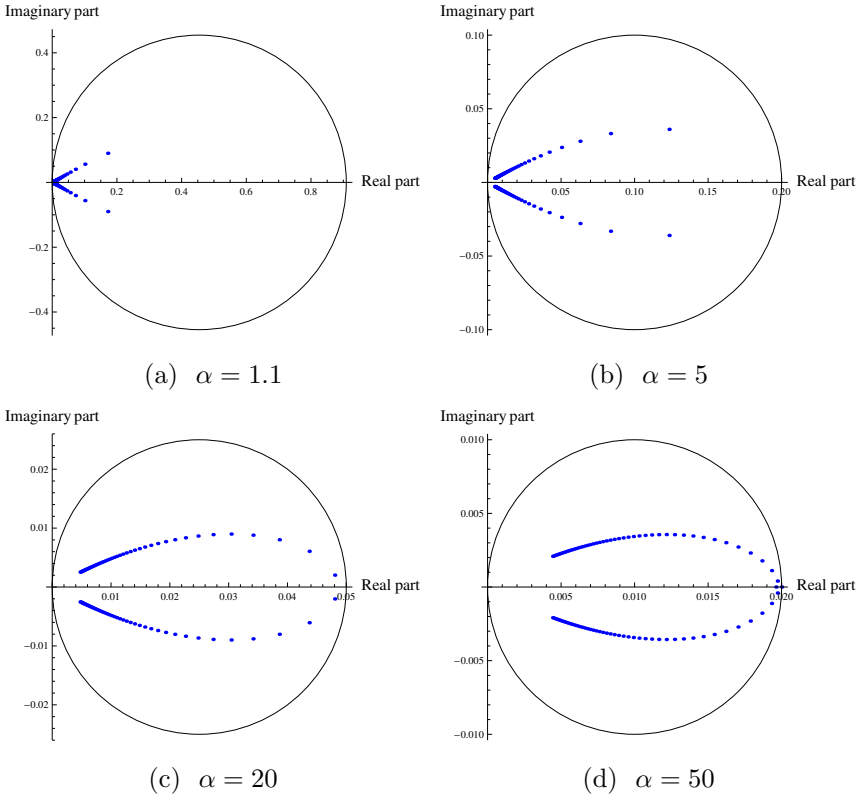 Imaginary part
0.4
0.2
-0.2
-0.4
0.2 0.4 0.6 0.8
Real part
(a) α = 1.1
Imaginary part
0.10
0.05
-0.05
-0.10
0.05 0.10 0.15 0.20
Real part
(b) α = 5
Imaginary part
0.02
0.01
-0.01
-0.02
0.01 0.02 0.03 0.04 0.05
Real part
(c) α = 20
Imaginary part
0.010
0.005
-0.005
-0.010
0.005 0.010 0.015 0.020
Real part
(d) α = 50